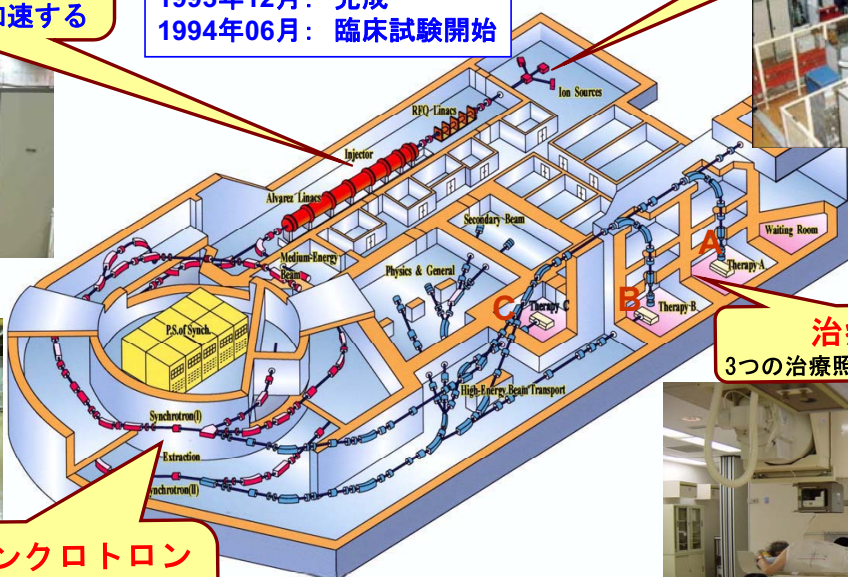 速する
1993年12月： 完成
1994年06月： 臨床試験開始
Ion Sources
RFQ Linacs
Injector
Alvarez Linacs
Secondary Beam
Medium-Energy
Beam
Physics & General
A
Waiting Room
Therapy A
C
Therapy C
B
Therapy B
P.S.of Synch.
治
3つの治療照
High-Energy Beam Transport
Synchrotron(I)
Extraction
ynchrotron(II)
ンクロトロン